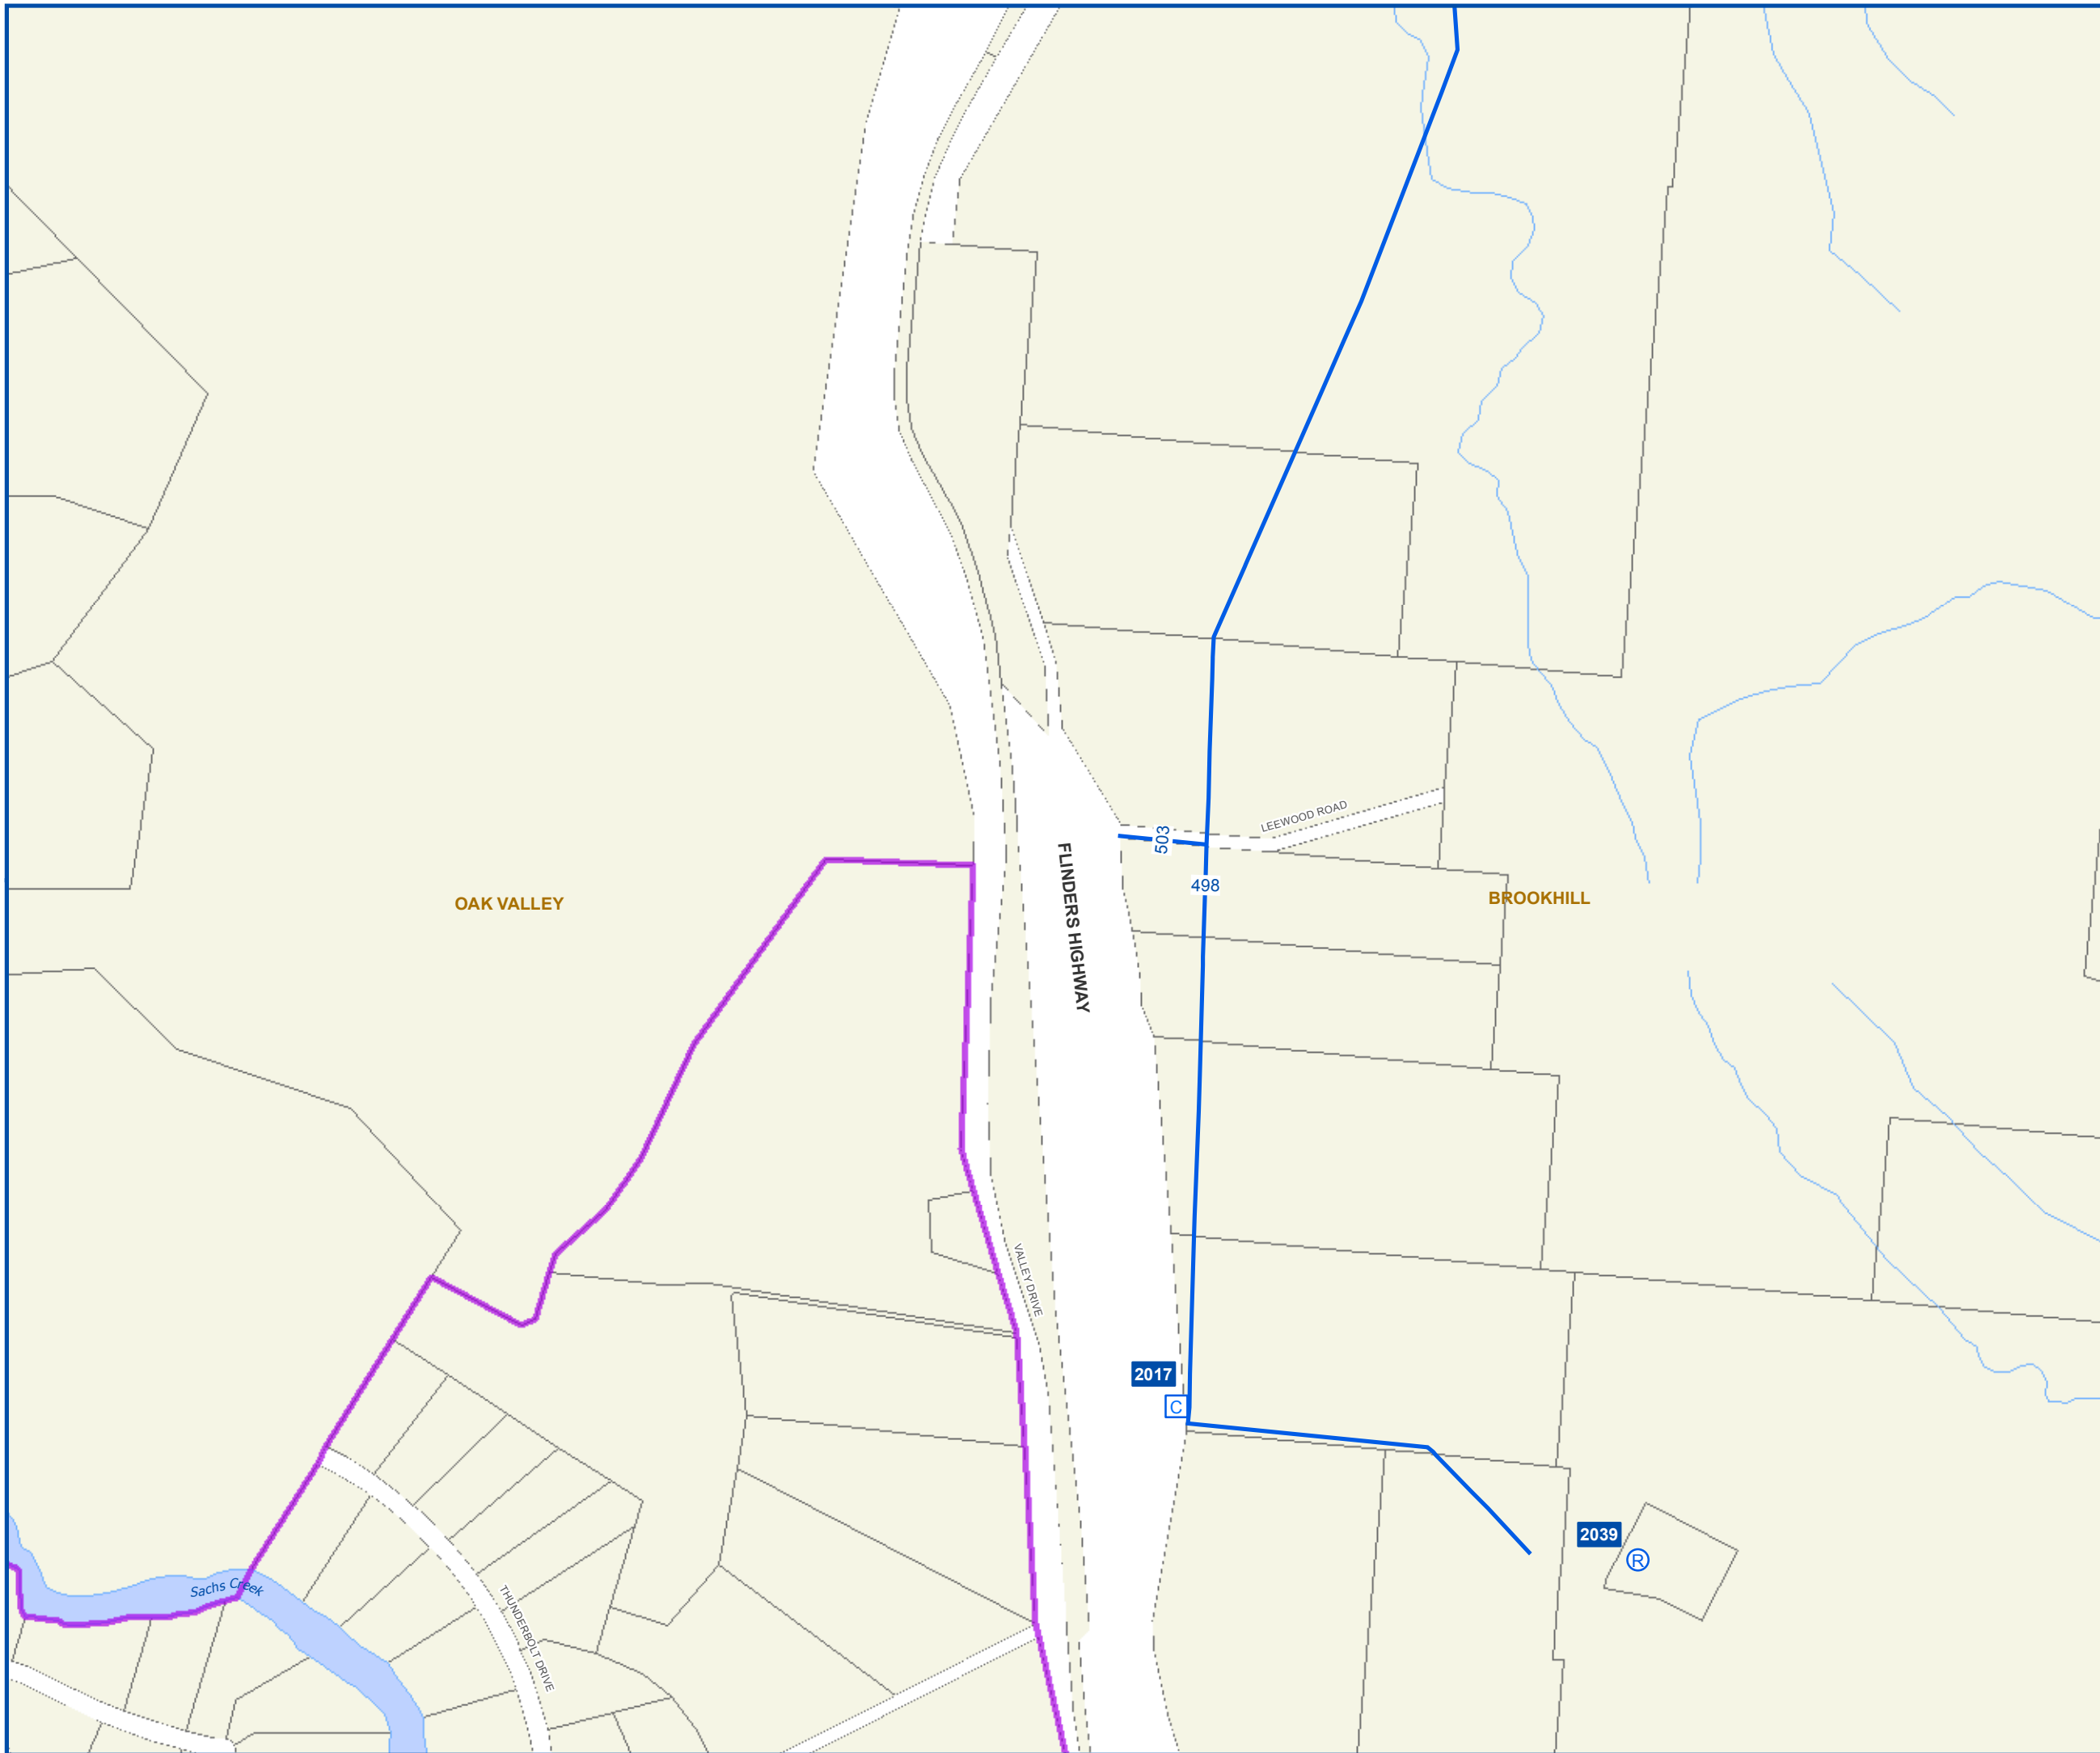 LEEWOOD ROAD
503
498
OAK VALLEY
FLINDERS HIGHWAY
BROOKHILL
VALLEY DRIVE
2017
C
2039
R
Sachs Creek
THUNDERBOLT DRIVE